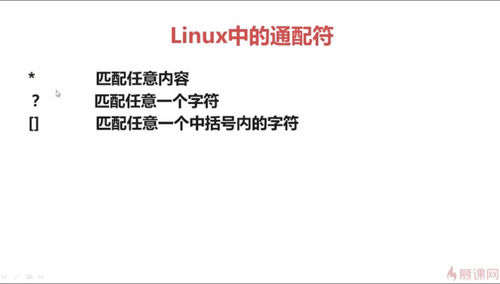 Linux中的通配符
* 匹配任意内容
? 匹配任意一个字符
[] 匹配任意一个中括号内的字符
慕课网